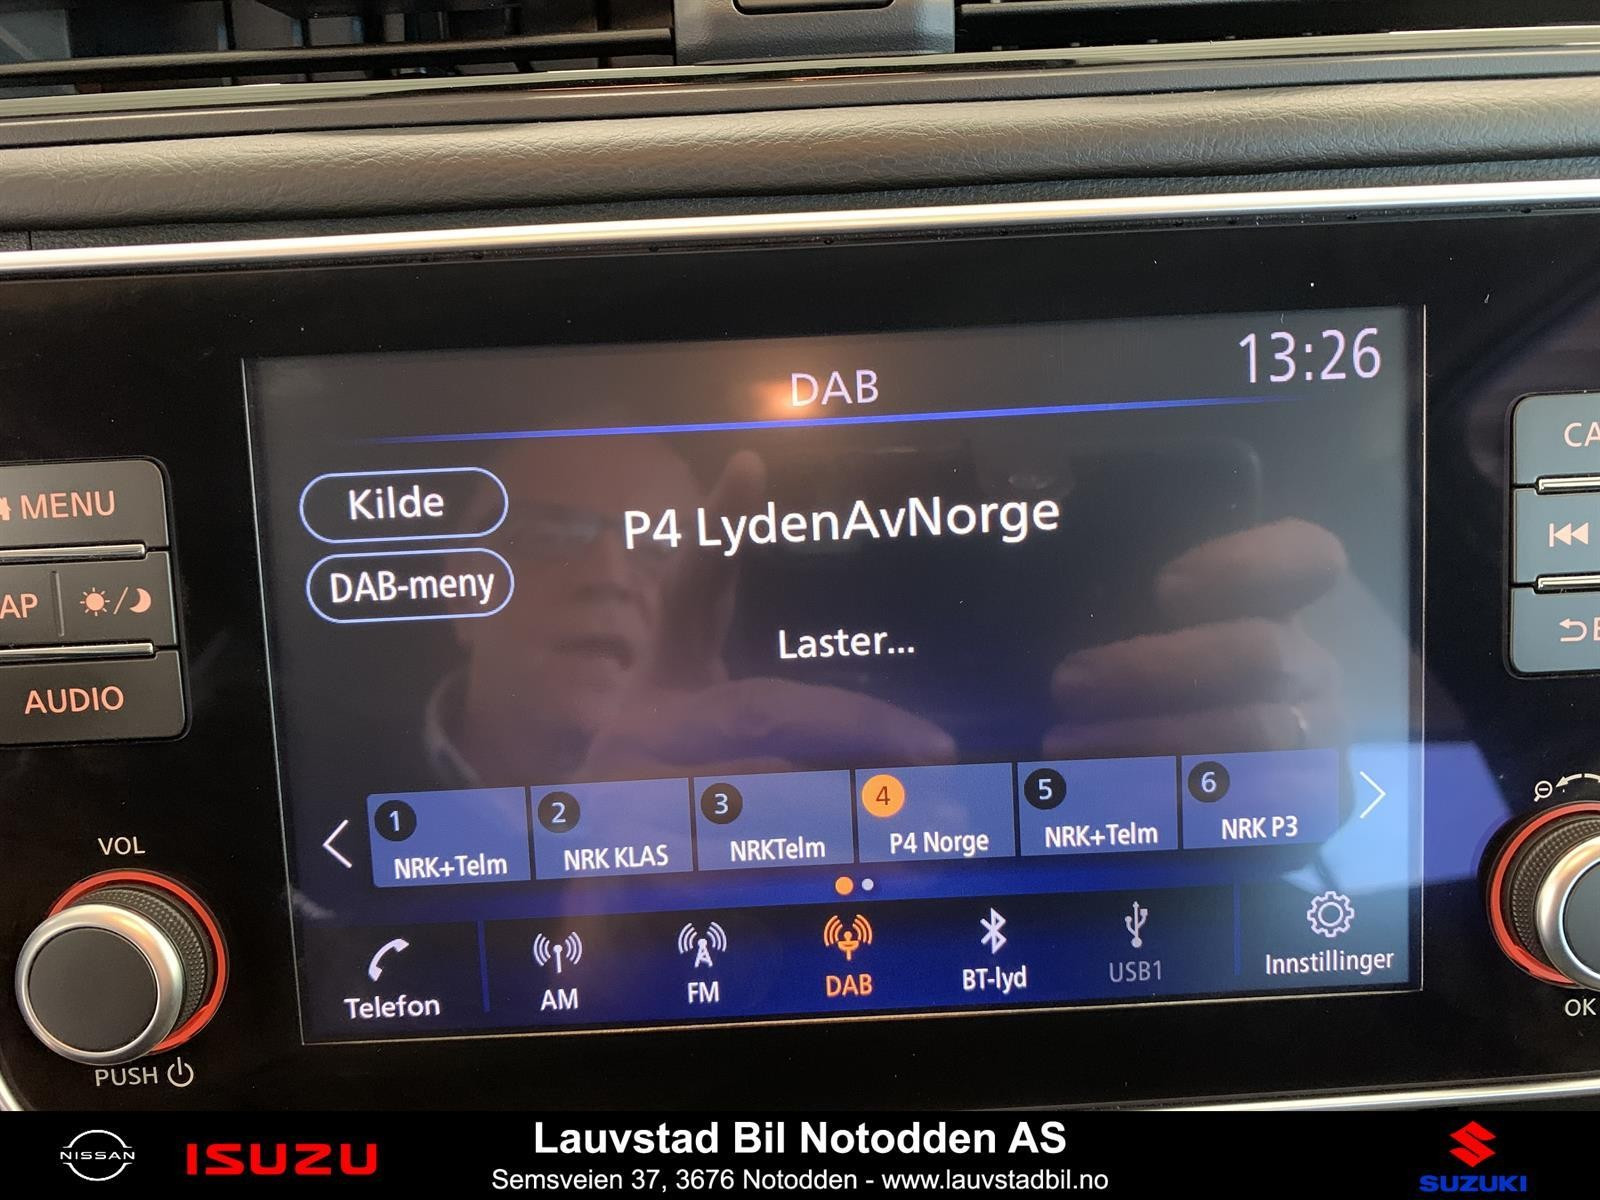 13:26
DAB
MENU
Kilde
P4 LydenAvNorge
DAB-meny
Laster...
AUDIO
VOL
PUSH
1 NRK+Telm
2 NRK KLAS
3 NRKTelm
4 P4 Norge
5 NRK+Telm
6 NRK P3
Telefon
AM
FM
DAB
BT-lyd
USB1
Innstillinger
OK
NISSAN
ISUZU
Lauvstad Bil Notodden AS
Semsveien 37, 3676 Notodden - www.lauvstadbil.no
SUZUKI